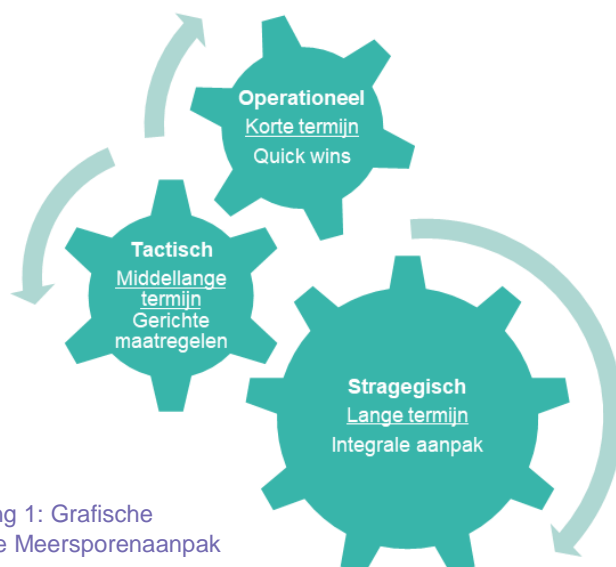 Operationeel
Korte termijn
Quick wins
Tactisch
Middellange
termijn
Gerichte
maatregelen
Stragegisch
Lange termijn
Integrale aanpak
ng 1: Grafische
e Meersporenaanpak